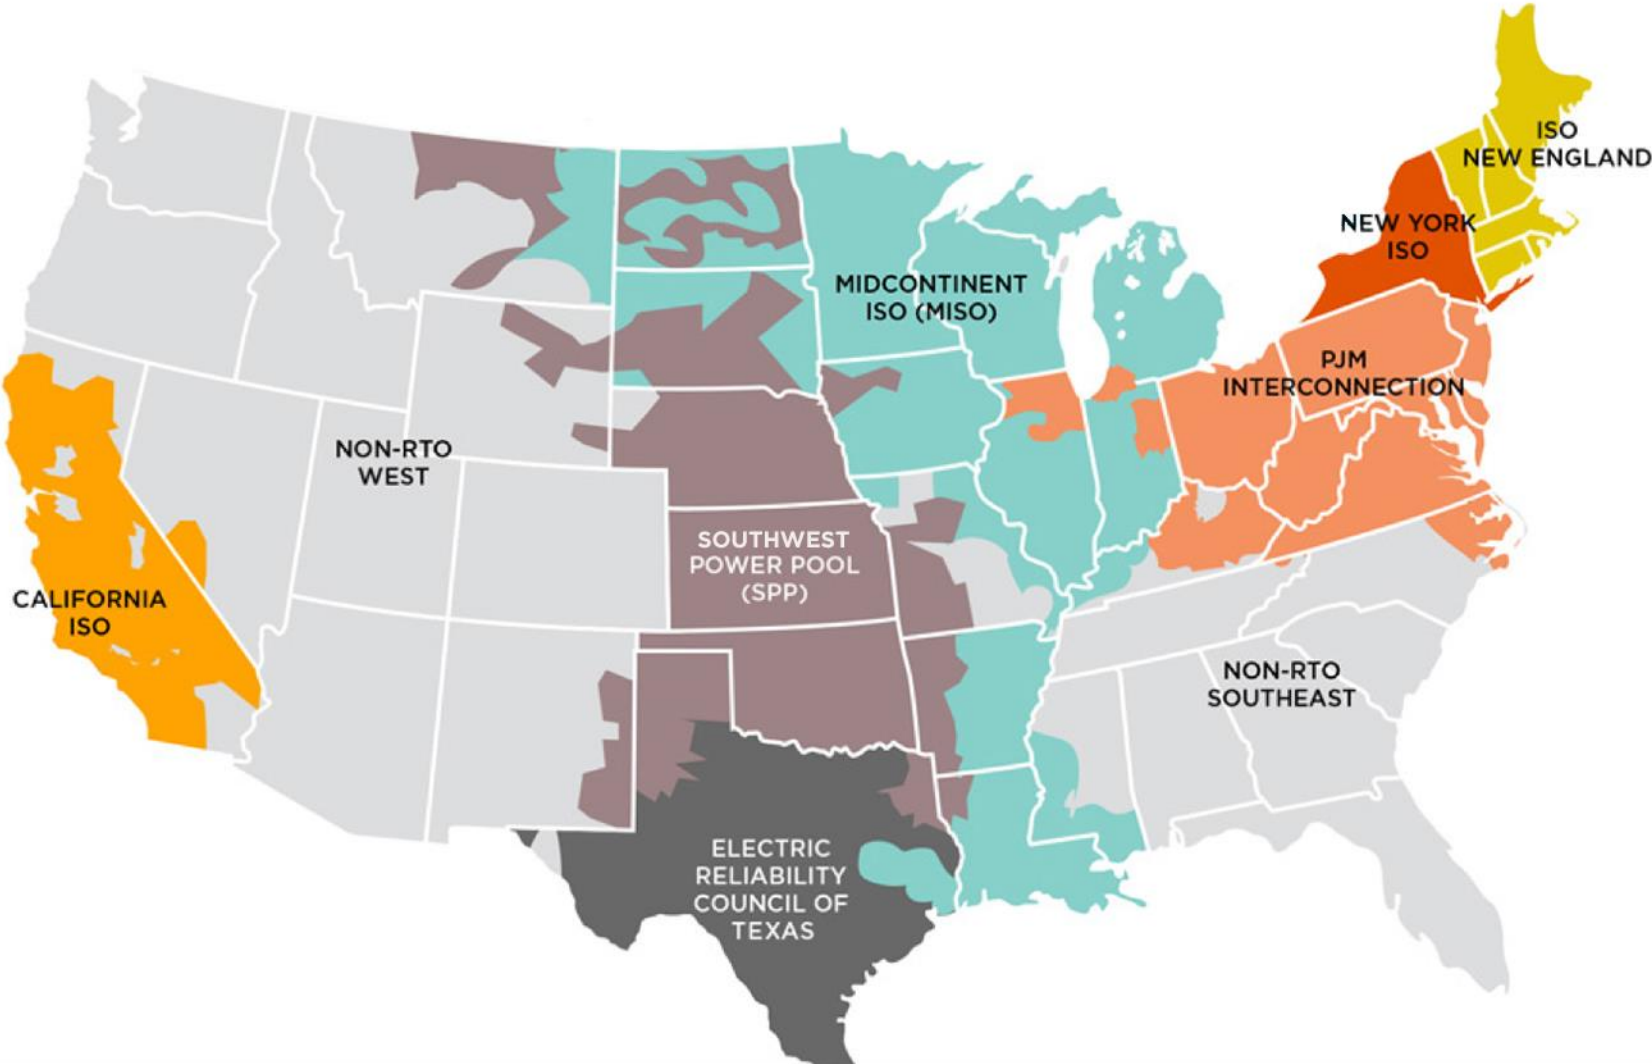 ISO
NEW ENGLAND
NEW YORK
ISO
MIDCONTINENT
ISO (MISO)
PJM
INTERCONNECTION
NON-RTO
WEST
SOUTHWEST
POWER POOL
(SPP)
CALIFORNIA
ISO
NON-RTO
SOUTHEAST
ELECTRIC
RELIABILITY
COUNCIL OF
TEXAS